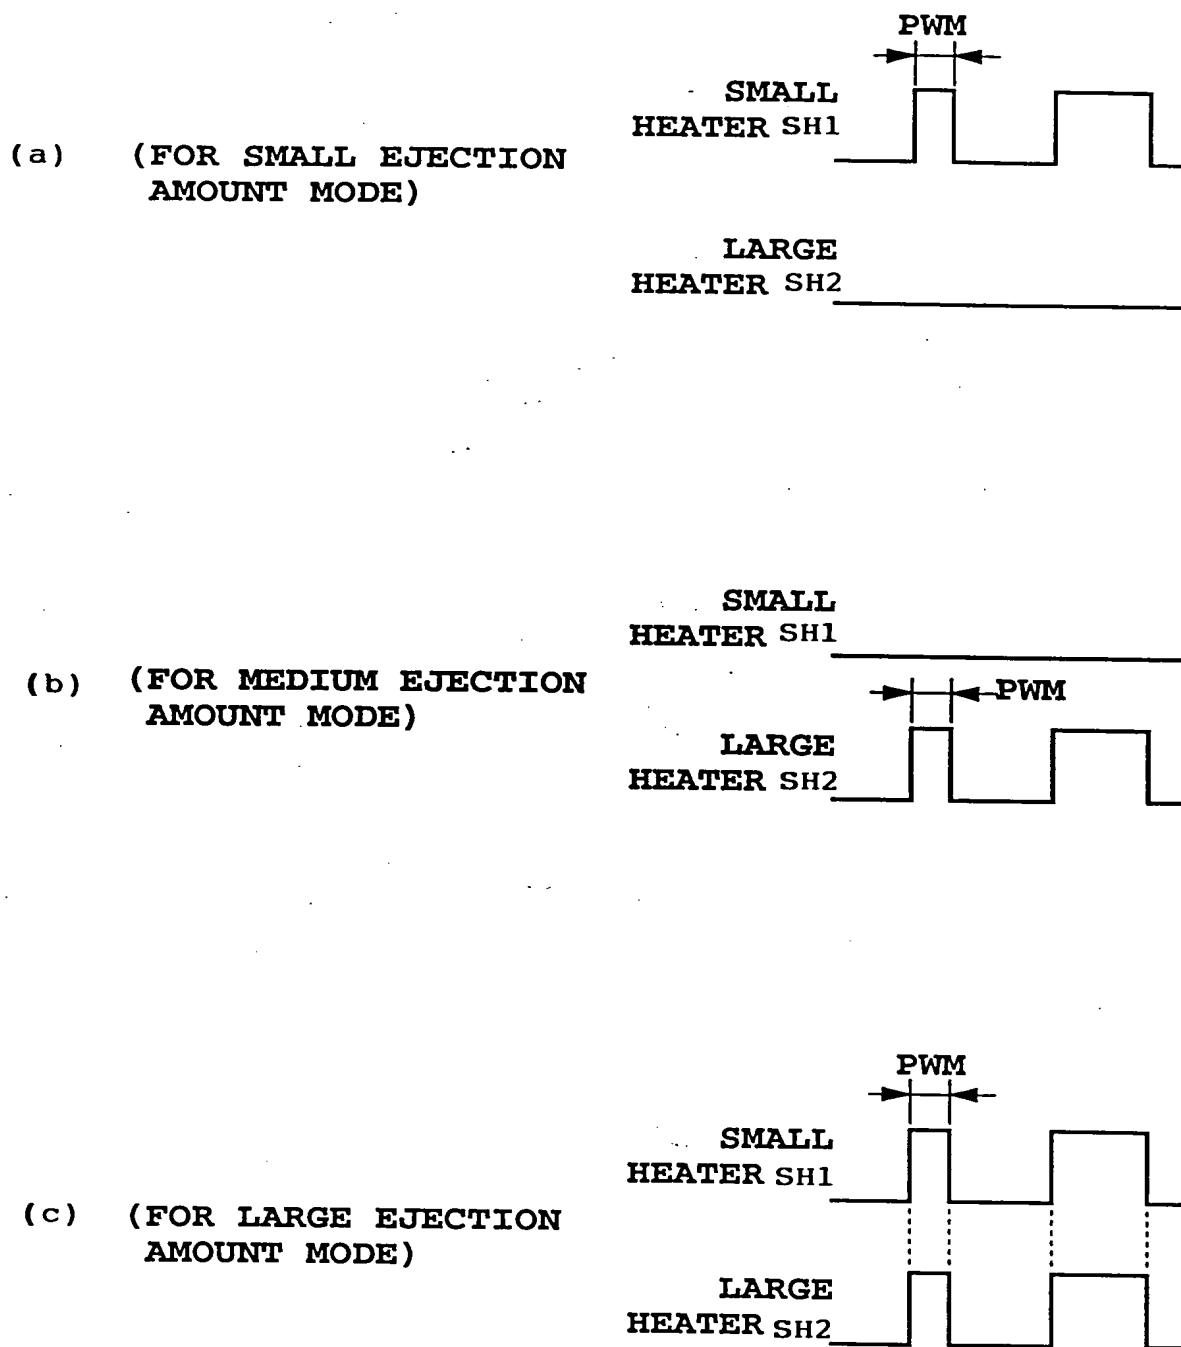 PWM
SMALL
HEATER SH1
(a) (FOR SMALL EJECTION
AMOUNT MODE)
LARGE
HEATER SH2
SMALL
HEATER SH1
(b) (FOR MEDIUM EJECTION
AMOUNT MODE)
PWM
LARGE
HEATER SH2
PWM
SMALL
HEATER SH1
(c) (FOR LARGE EJECTION
AMOUNT MODE)
LARGE
HEATER SH2